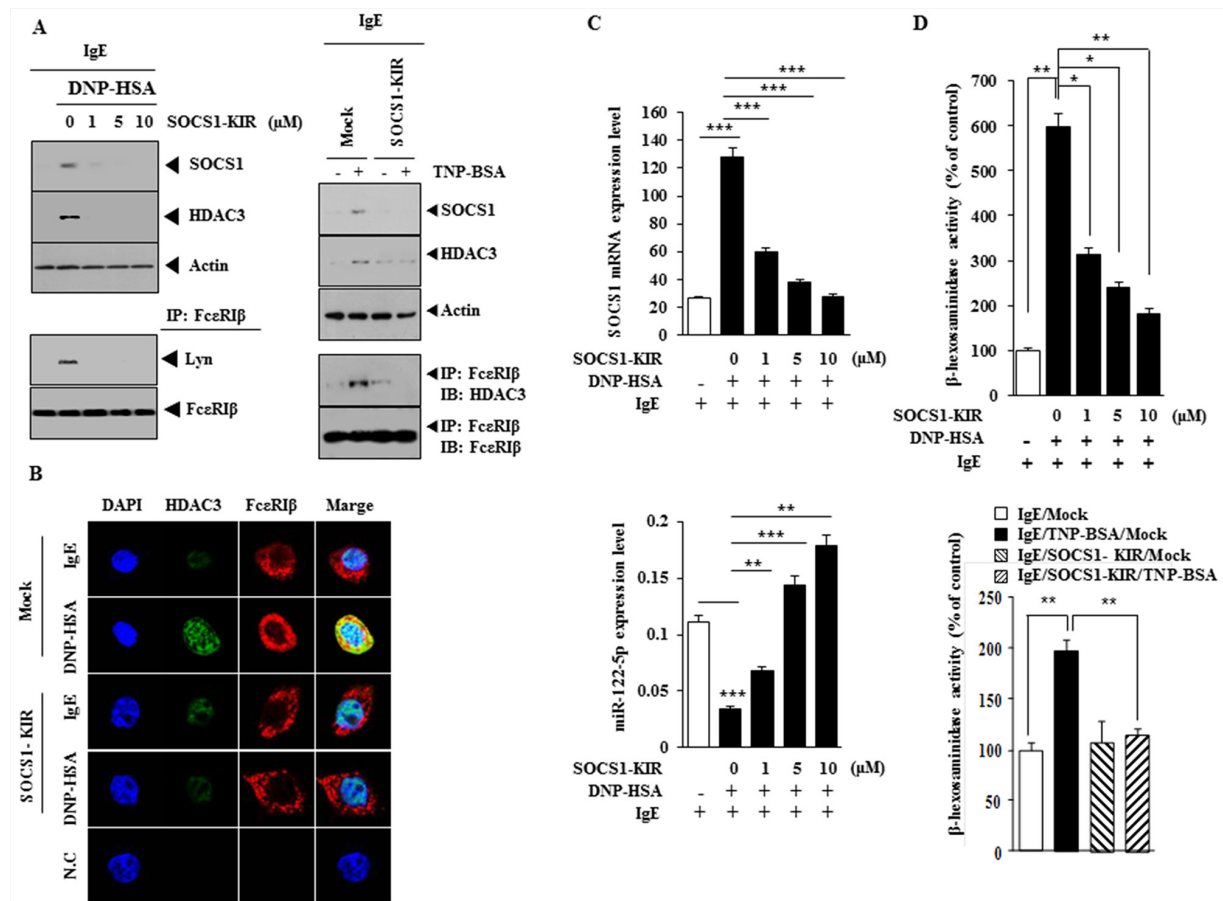 A
IgE
DNP-HSA
0 1 5 10 SOCS1-KIR (µM)
SOCS1
HDAC3
Actin
IP: FcεRIβ
Lyn
FcεRIβ
IgE
Mock
SOCS1-KIR
- + - + TNP-BSA
SOCS1
HDAC3
Actin
IP: FcεRIβ
IB: HDAC3
IP: FcεRIβ
IB: FcεRIβ
B
DAPI HDAC3 FcεRIβ Marge
Mock
IgE
DNP-HSA
SOCS1- KIR
IgE
DNP-HSA
N.C
C
SOCS1 mRNA expression level
160
140
120
100
80
60
40
20
0
***
***
***
***
SOCS1-KIR 0 1 5 10 (µM)
DNP-HSA - + + + +
IgE + + + + +
miR-122-5p expression level
0.2
0.15
0.1
0.05
0
**
***
**
***
SOCS1-KIR 0 1 5 10 (µM)
DNP-HSA - + + + +
IgE + + + + +
D
β-hexosaminidase activity (% of control)
700
600
500
400
300
200
100
0
**
*
** *
SOCS1-KIR 0 1 5 10 (µM)
DNP-HSA - + + + +
IgE + + + + +
IgE/Mock
IgE/TNP-BSA/Mock
IgE/SOCS1- KIR/Mock
IgE/SOCS1-KIR/TNP-BSA
β-hexosaminidase activity (% of control)
250
200
150
100
50
0
** **